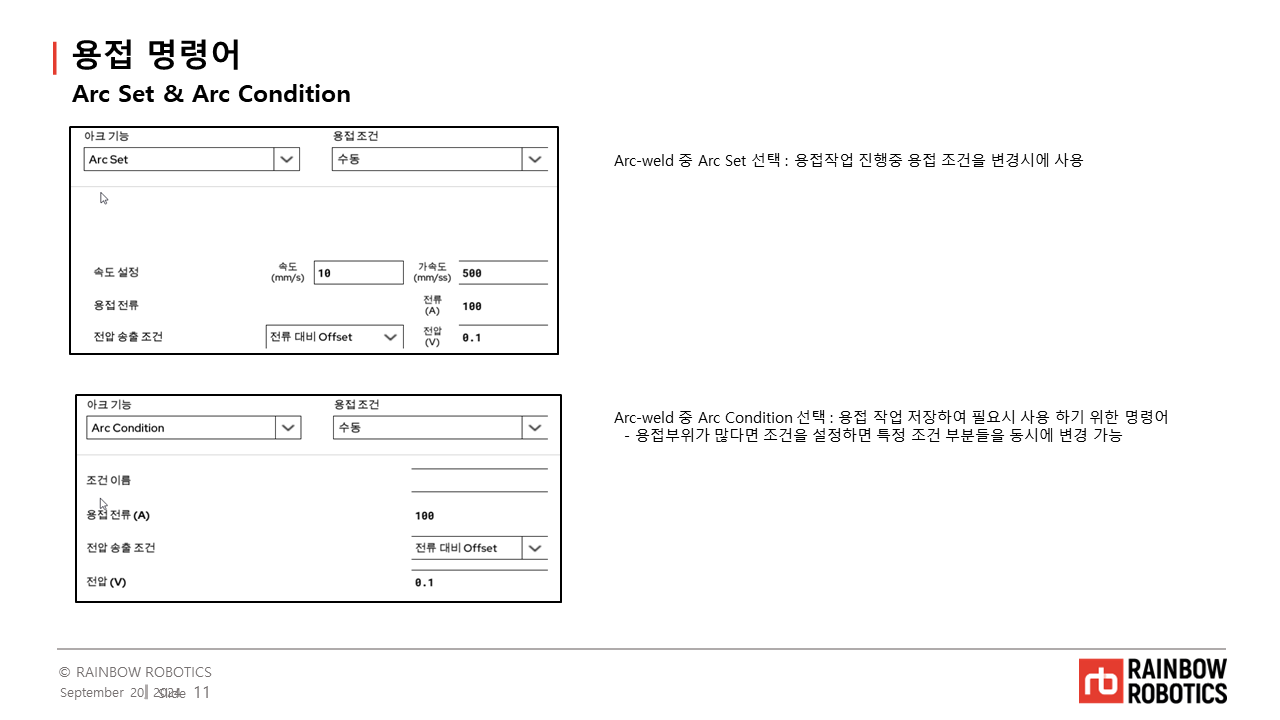 용접 명령어
Arc Set & Arc Condition
아크 기능 용접 조건
Arc Set 수동
속도 설정 속도 (mm/s) 10 가속도 (mm/ss) 500
용접 전류 전류 (A) 100
전압 송출 조건 전류 대비 Offset 전압 (V) 0.1
Arc-weld 중 Arc Set 선택 : 용접작업 진행중 용접 조건을 변경시에 사용
아크 기능 용접 조건
Arc Condition 수동
조건 이름
용접 전류 (A) 100
전압 송출 조건 전류 대비 Offset
전압 (V) 0.1
Arc-weld 중 Arc Condition 선택 : 용접 작업 저장하여 필요시 사용 하기 위한 명령어
- 용접부위가 많다면 조건을 설정하면 특정 조건 부분들을 동시에 변경 가능
© RAINBOW ROBOTICS
September 20, 2024 Slide 11
rb RAINBOW
ROBOTICS